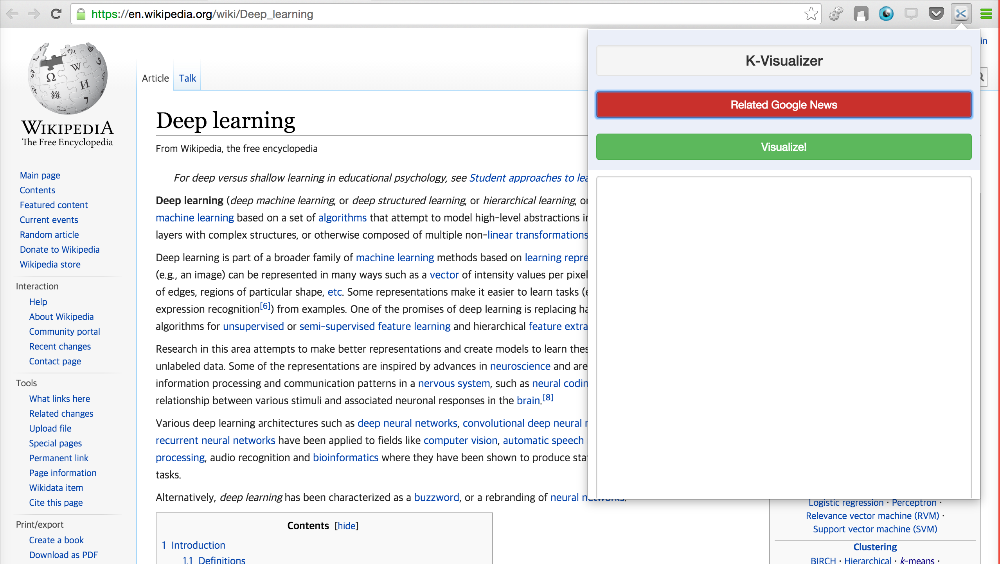 https://en.wikipedia.org/wiki/Deep_learning
in
WIKIPEDIA
The Free Encyclopedia
Main page
Contents
Featured content
Current events
Random article
Donate to Wikipedia
Wikipedia store
Interaction
Help
About Wikipedia
Community portal
Recent changes
Contact page
Tools
What links here
Related changes
Upload file
Special pages
Permanent link
Page information
Wikidata item
Cite this page
Print/export
Create a book
Download as PDF
Article
Talk
Deep learning
From Wikipedia, the free encyclopedia
For deep versus shallow learning in educational psychology, see Student approaches to
Deep learning (deep machine learning, or deep structured learning, or hierarchical learning, or
machine learning based on a set of algorithms that attempt to model high-level abstractions in
layers with complex structures, or otherwise composed of multiple non-linear transformations
Deep learning is part of a broader family of machine learning methods based on learning repre
(e.g., an image) can be represented in many ways such as a vector of intensity values per pixel
of edges, regions of particular shape, etc. Some representations make it easier to learn tasks (
expression recognition[6]) from examples. One of the promises of deep learning is replacing ha
algorithms for unsupervised or semi-supervised feature learning and hierarchical feature extra
Research in this area attempts to make better representations and create models to learn thes
unlabeled data. Some of the representations are inspired by advances in neuroscience and are
information processing and communication patterns in a nervous system, such as neural codin
relationship between various stimuli and associated neuronal responses in the brain.[8]
Various deep learning architectures such as deep neural networks, convolutional deep neural
recurrent neural networks have been applied to fields like computer vision, automatic speech
processing, audio recognition and bioinformatics where they have been shown to produce sta
tasks.
Alternatively, deep learning has been characterized as a buzzword, or a rebranding of neural networks.
Contents [hide]
1 Introduction
1.1 Definitions
K-Visualizer
Related Google News
Visualize!
Logistic regression · Perceptron ·
Relevance vector machine (RVM) ·
Support vector machine (SVM)
Clustering
BIRCH · Hierarchical · k-means ·